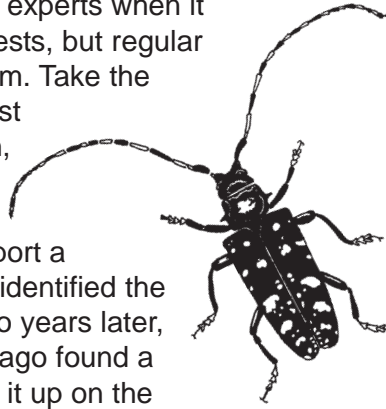 experts when it
ests, but regular
m. Take the
st
,
port a
identified the
o years later,
ago found a
it up on the